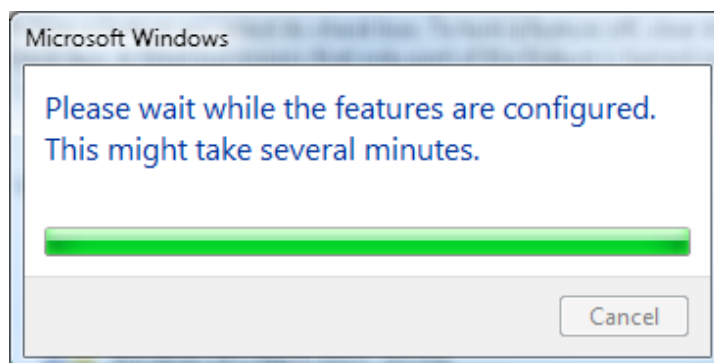 Microsoft Windows
Please wait while the features are configured.
This might take several minutes.
Cancel